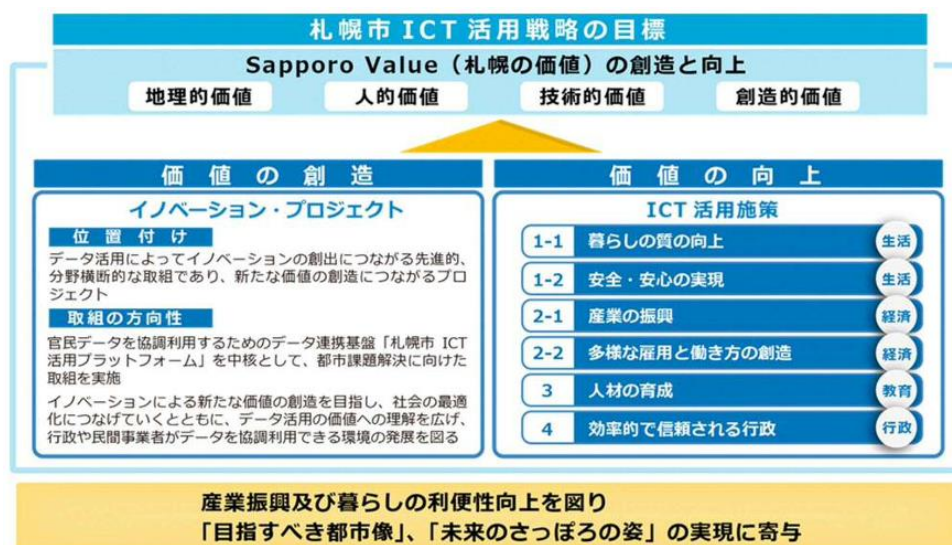 札幌市 ICT 活用戦略の目標
Sapporo Value（札幌の価値）の創造と向上
地理的価値 人的価値 技術的価値 創造的価値
価値の創造
イノベーション・プロジェクト
位置付け
データ活用によってイノベーションの創出につながる先進的、
分野横断的な取組であり、新たな価値の創造につながるプロ
ジェクト
取組の方向性
官民データを協調利用するためのデータ連携基盤「札幌市 ICT
活用プラットフォーム」を中核として、都市課題解決に向けた
取組を実施
イノベーションによる新たな価値の創造を目指し、社会の最適
化につなげていくとともに、データ活用の価値への理解を広げ、
行政や民間事業者がデータを協調利用できる環境の発展を図る
価値の向上
ICT 活用施策
1-1 暮らしの質の向上 生活
1-2 安全・安心の実現 生活
2-1 産業の振興 経済
2-2 多様な雇用と働き方の創造 経済
3 人材の育成 教育
4 効率的で信頼される行政 行政
産業振興及び暮らしの利便性向上を図り
「目指すべき都市像」、「未来のさっぽろの姿」の実現に寄与